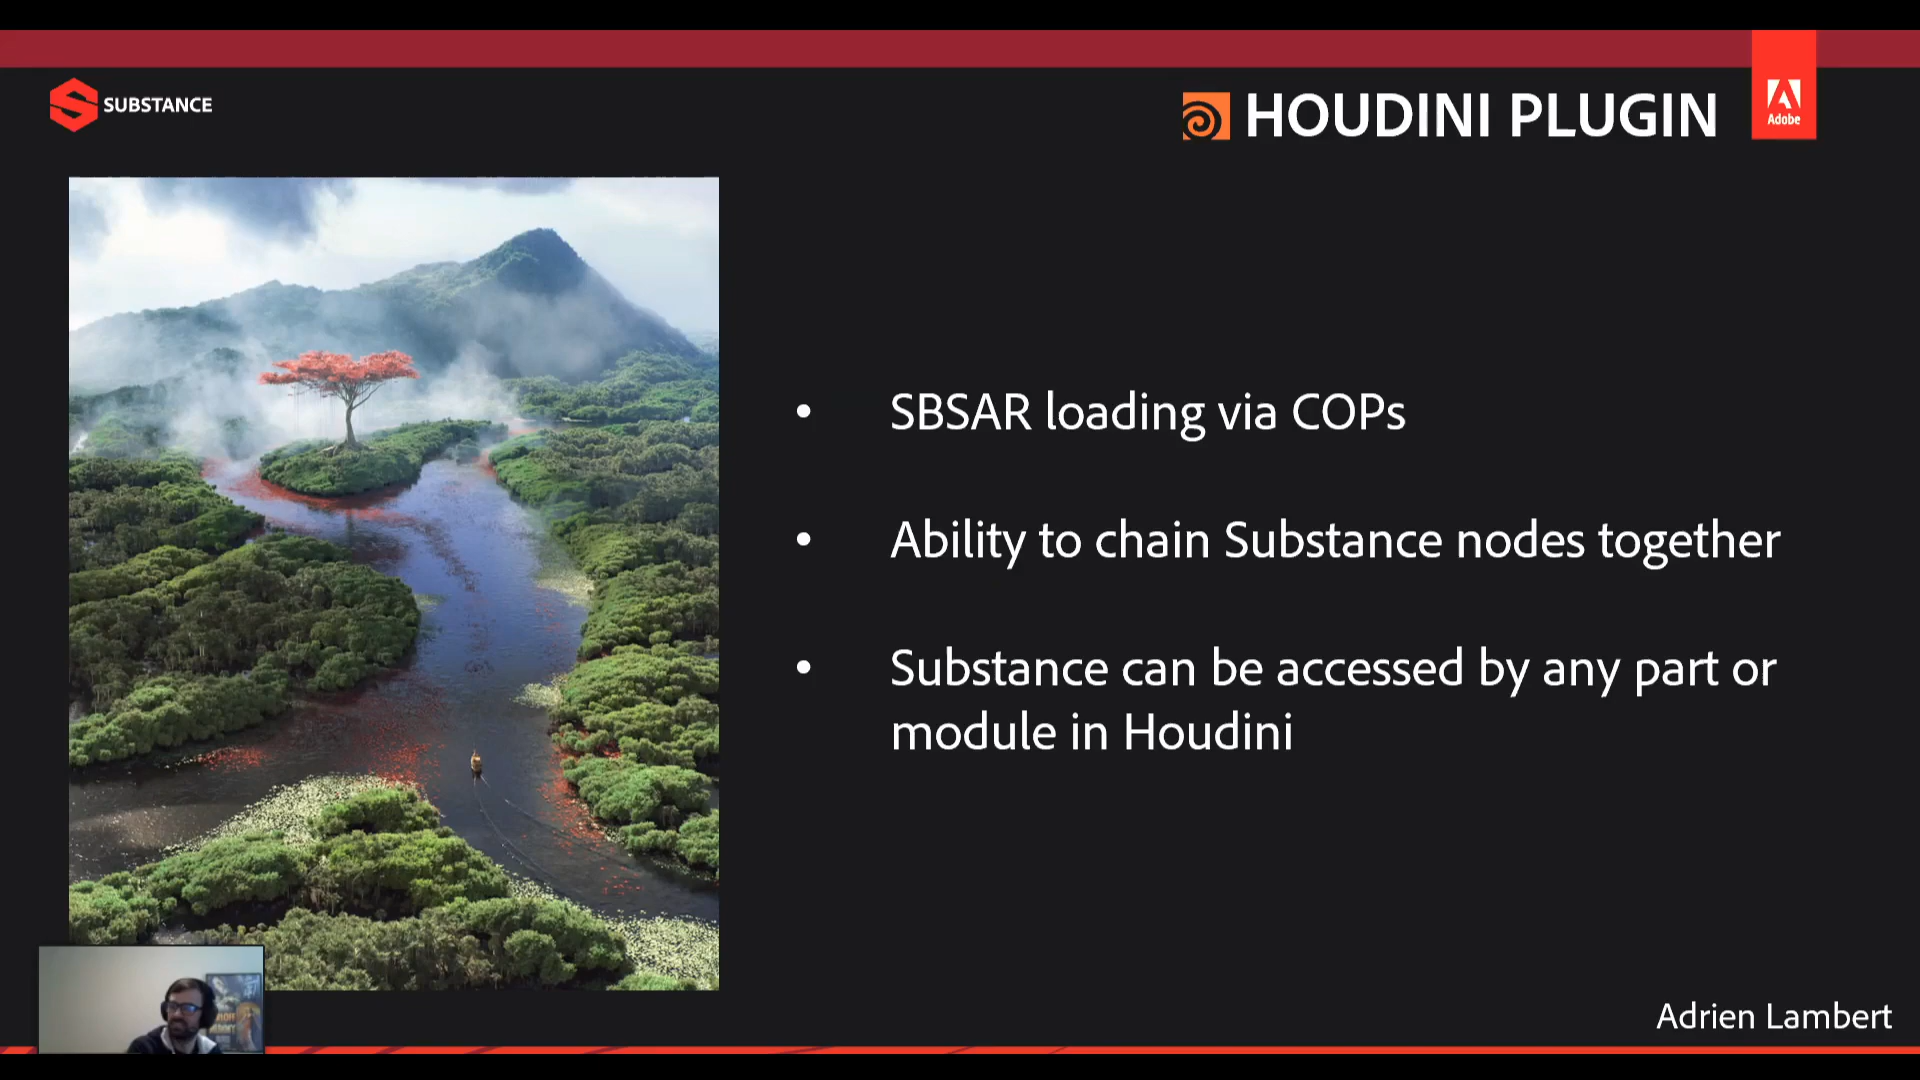 SUBSTANCE
HOUDINI PLUGIN
Adobe
• SBSAR loading via COPs
• Ability to chain Substance nodes together
• Substance can be accessed by any part or
module in Houdini
Adrien Lambert